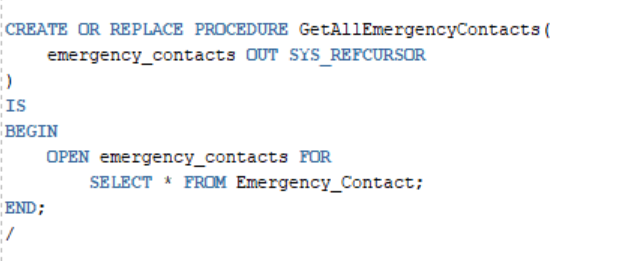 CREATE OR REPLACE PROCEDURE GetAllEmergencyContacts(
    emergency_contacts OUT SYS_REFCURSOR
)
IS
BEGIN
    OPEN emergency_contacts FOR
        SELECT * FROM Emergency_Contact;
END;
/